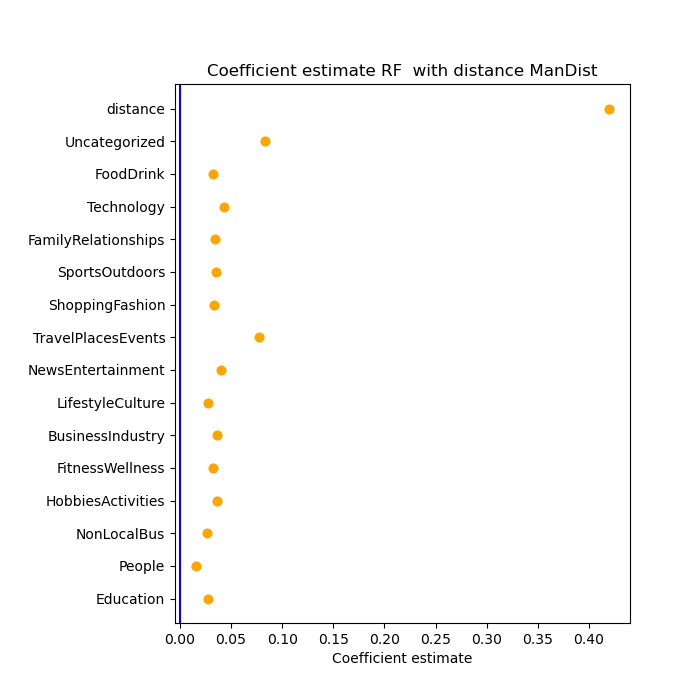 Coefficient estimate RF  with distance ManDist
distance
Uncategorized
FoodDrink
Technology
FamilyRelationships
SportsOutdoors
ShoppingFashion
TravelPlacesEvents
NewsEntertainment
LifestyleCulture
BusinessIndustry
FitnessWellness
HobbiesActivities
NonLocalBus
People
Education
0.00 0.05 0.10 0.15 0.20 0.25 0.30 0.35 0.40
Coefficient estimate